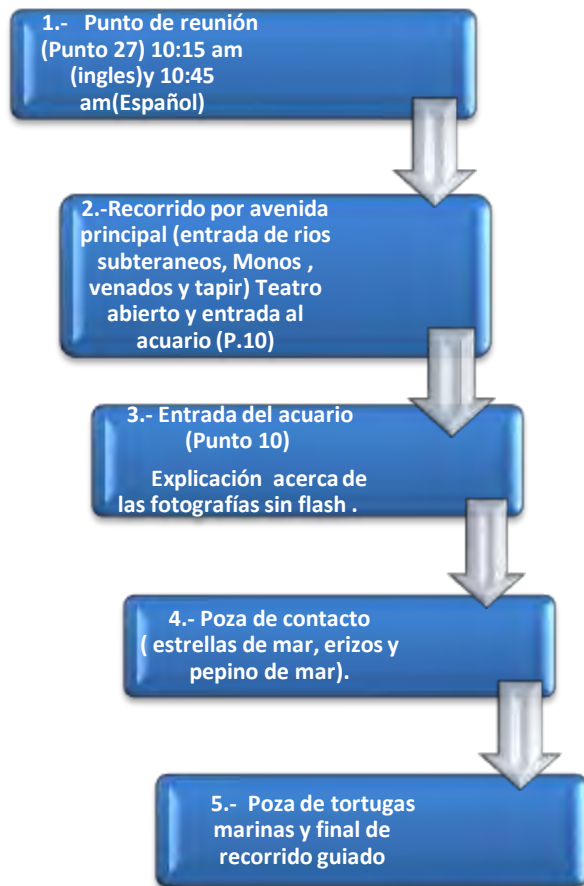 1.- Punto de reunión
(Punto 27) 10:15 am
(ingles)y 10:45
am(Español)
2.-Recorrido por avenida
principal (entrada de rios
subteraneos, Monos ,
venados y tapir) Teatro
abierto y entrada al
acuario (P.10)
3.- Entrada del acuario
(Punto 10)
Explicación acerca de
las fotografías sin flash .
4.- Poza de contacto
( estrellas de mar, erizos y
pepino de mar).
5.- Poza de tortugas
marinas y final de
recorrido guiado